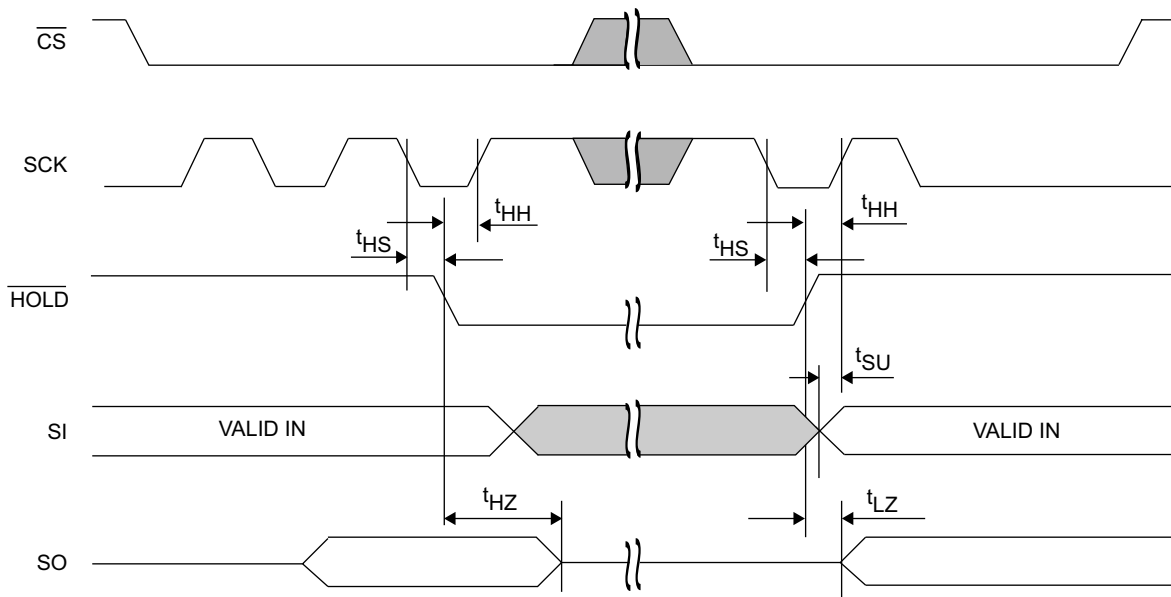 CS
SCK
tHH
tHH
tHS
tHS
HOLD
tSU
SI
VALID IN
VALID IN
tHZ
tLZ
SO